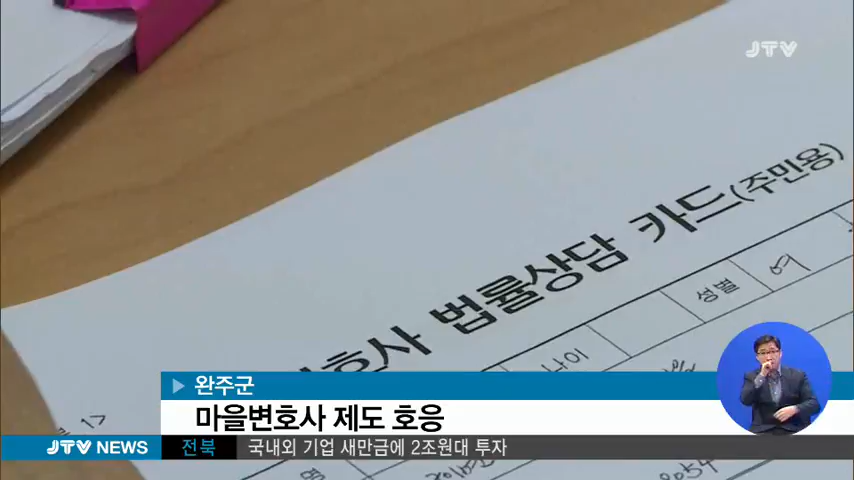 JTV
호사 법률상담 카드(주민용)
나이
성별
여
1>
▶ 완주군
마을변호사 제도 호응
JTV NEWS
전북
국내외 기업 새만금에 2조원대 투자